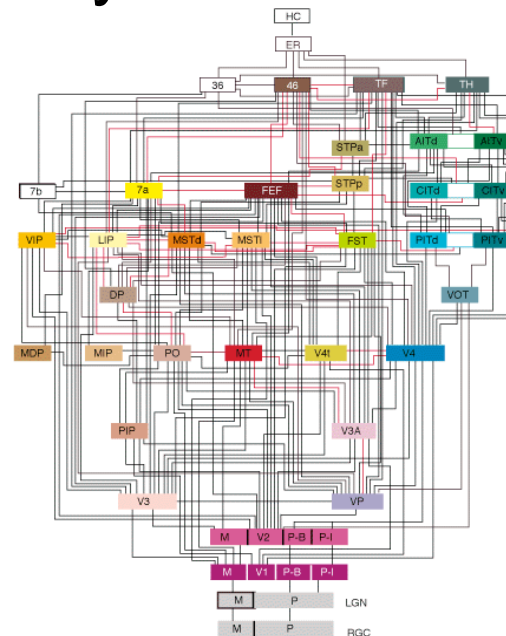 HC
ER
36 46 TF TH
STPa AITd AITv
7b 7a FEF STPp CITd CITv
VIP LIP MSTd MSTl FST PITd PITv
DP VOT
MDP MIP PO MT V4t V4
PIP V3A
V3 VP
M V2 P-B P-I
M V1 P-B P-I
M P LGN
M P RGC